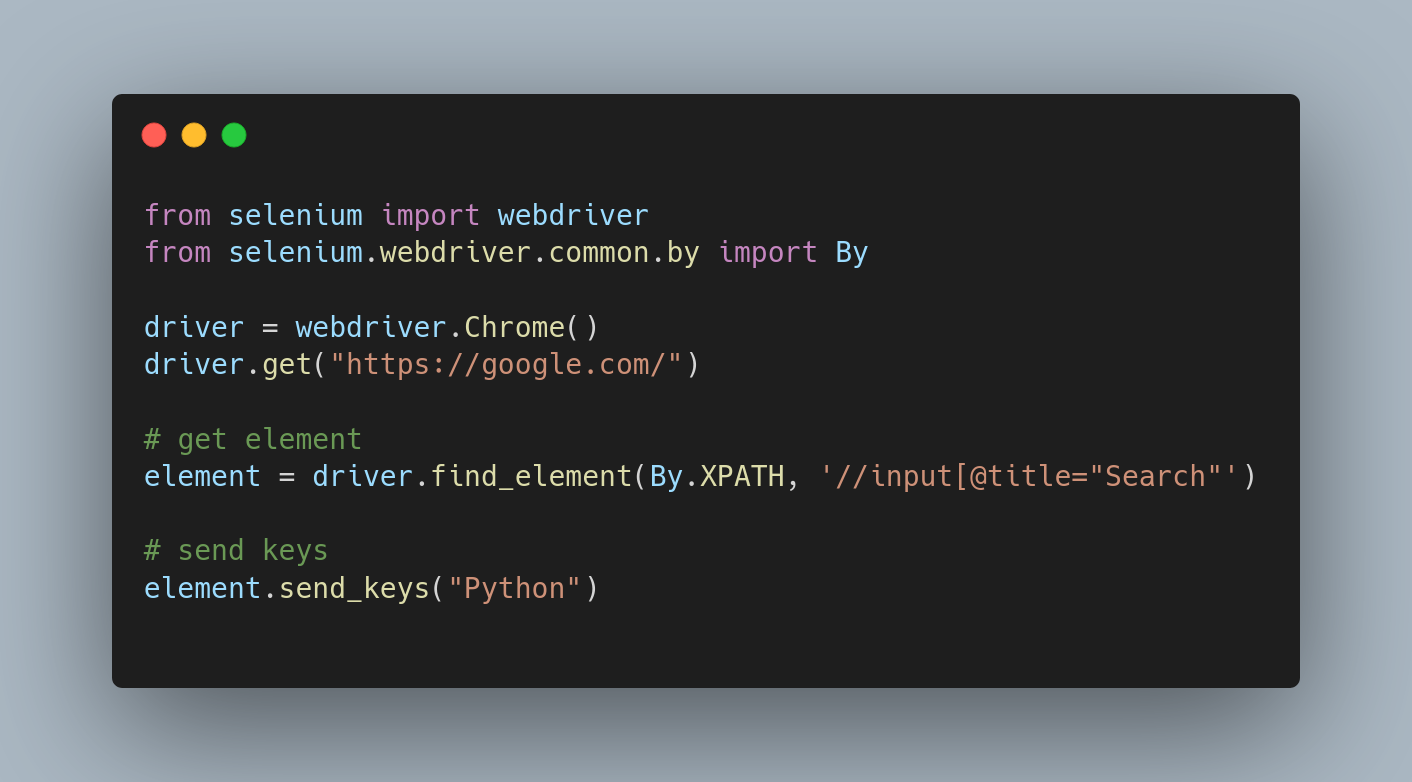 from selenium import webdriver
from selenium.webdriver.common.by import By
driver = webdriver.Chrome()
driver.get("https://google.com/")
# get element
element = driver.find_element(By.XPATH, '//input[@title="Search"')
# send keys
element.send_keys("Python")